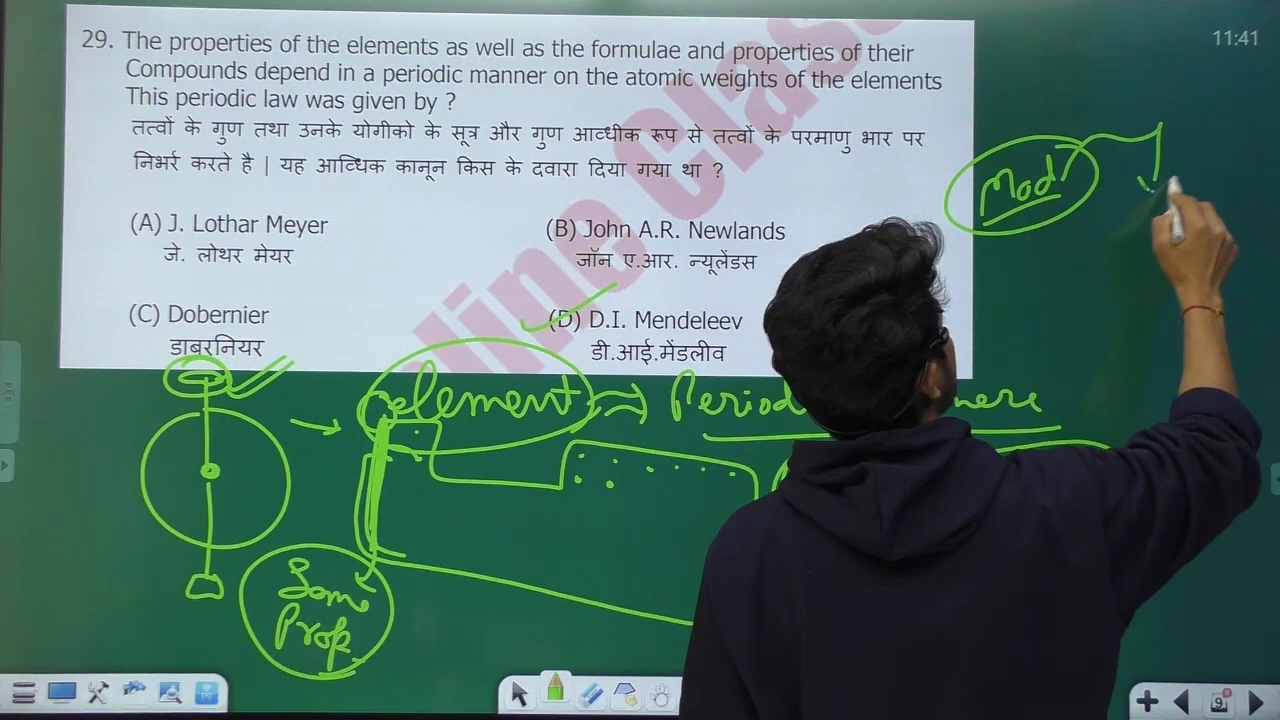 11:41
29. The properties of the elements as well as the formulae and properties of their
Compounds depend in a periodic manner on the atomic weights of the elements
This periodic law was given by ?
तत्वों के गुण तथा उनके योगीको के सूत्र और गुण आव्धीक रूप से तत्वों के परमाणु भार पर
निभर्र करते है | यह आव्धिक कानून किस के दवारा दिया गया था ?
Mod
(A) J. Lothar Meyer
(B) John A.R. Newlands
जे. लोथर मेयर
जॉन ए.आर. न्यूलेंडस
(C) Dobernier
(D) D.I. Mendeleev
डाबरनियर
डी.आई.मेंडलीव
element
Same
Prop.
9